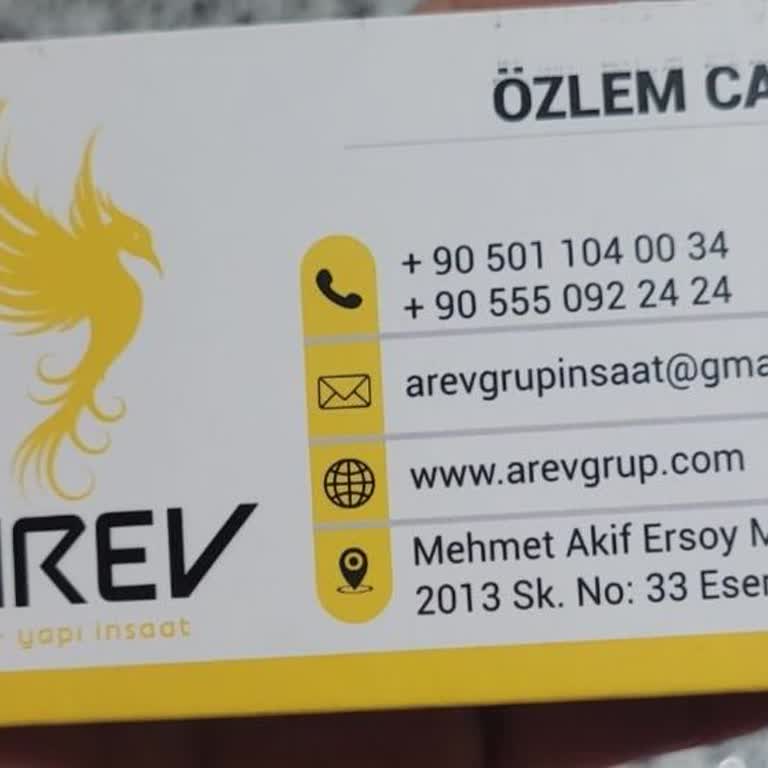 ÖZLEM CA
+ 90 501 104 00 34
+ 90 555 092 24 24
arevgrupinsaat@gma
www.arevgrup.com
Mehmet Akif Ersoy M
2013 Sk. No: 33 Esen
AREV
yapı inşaat